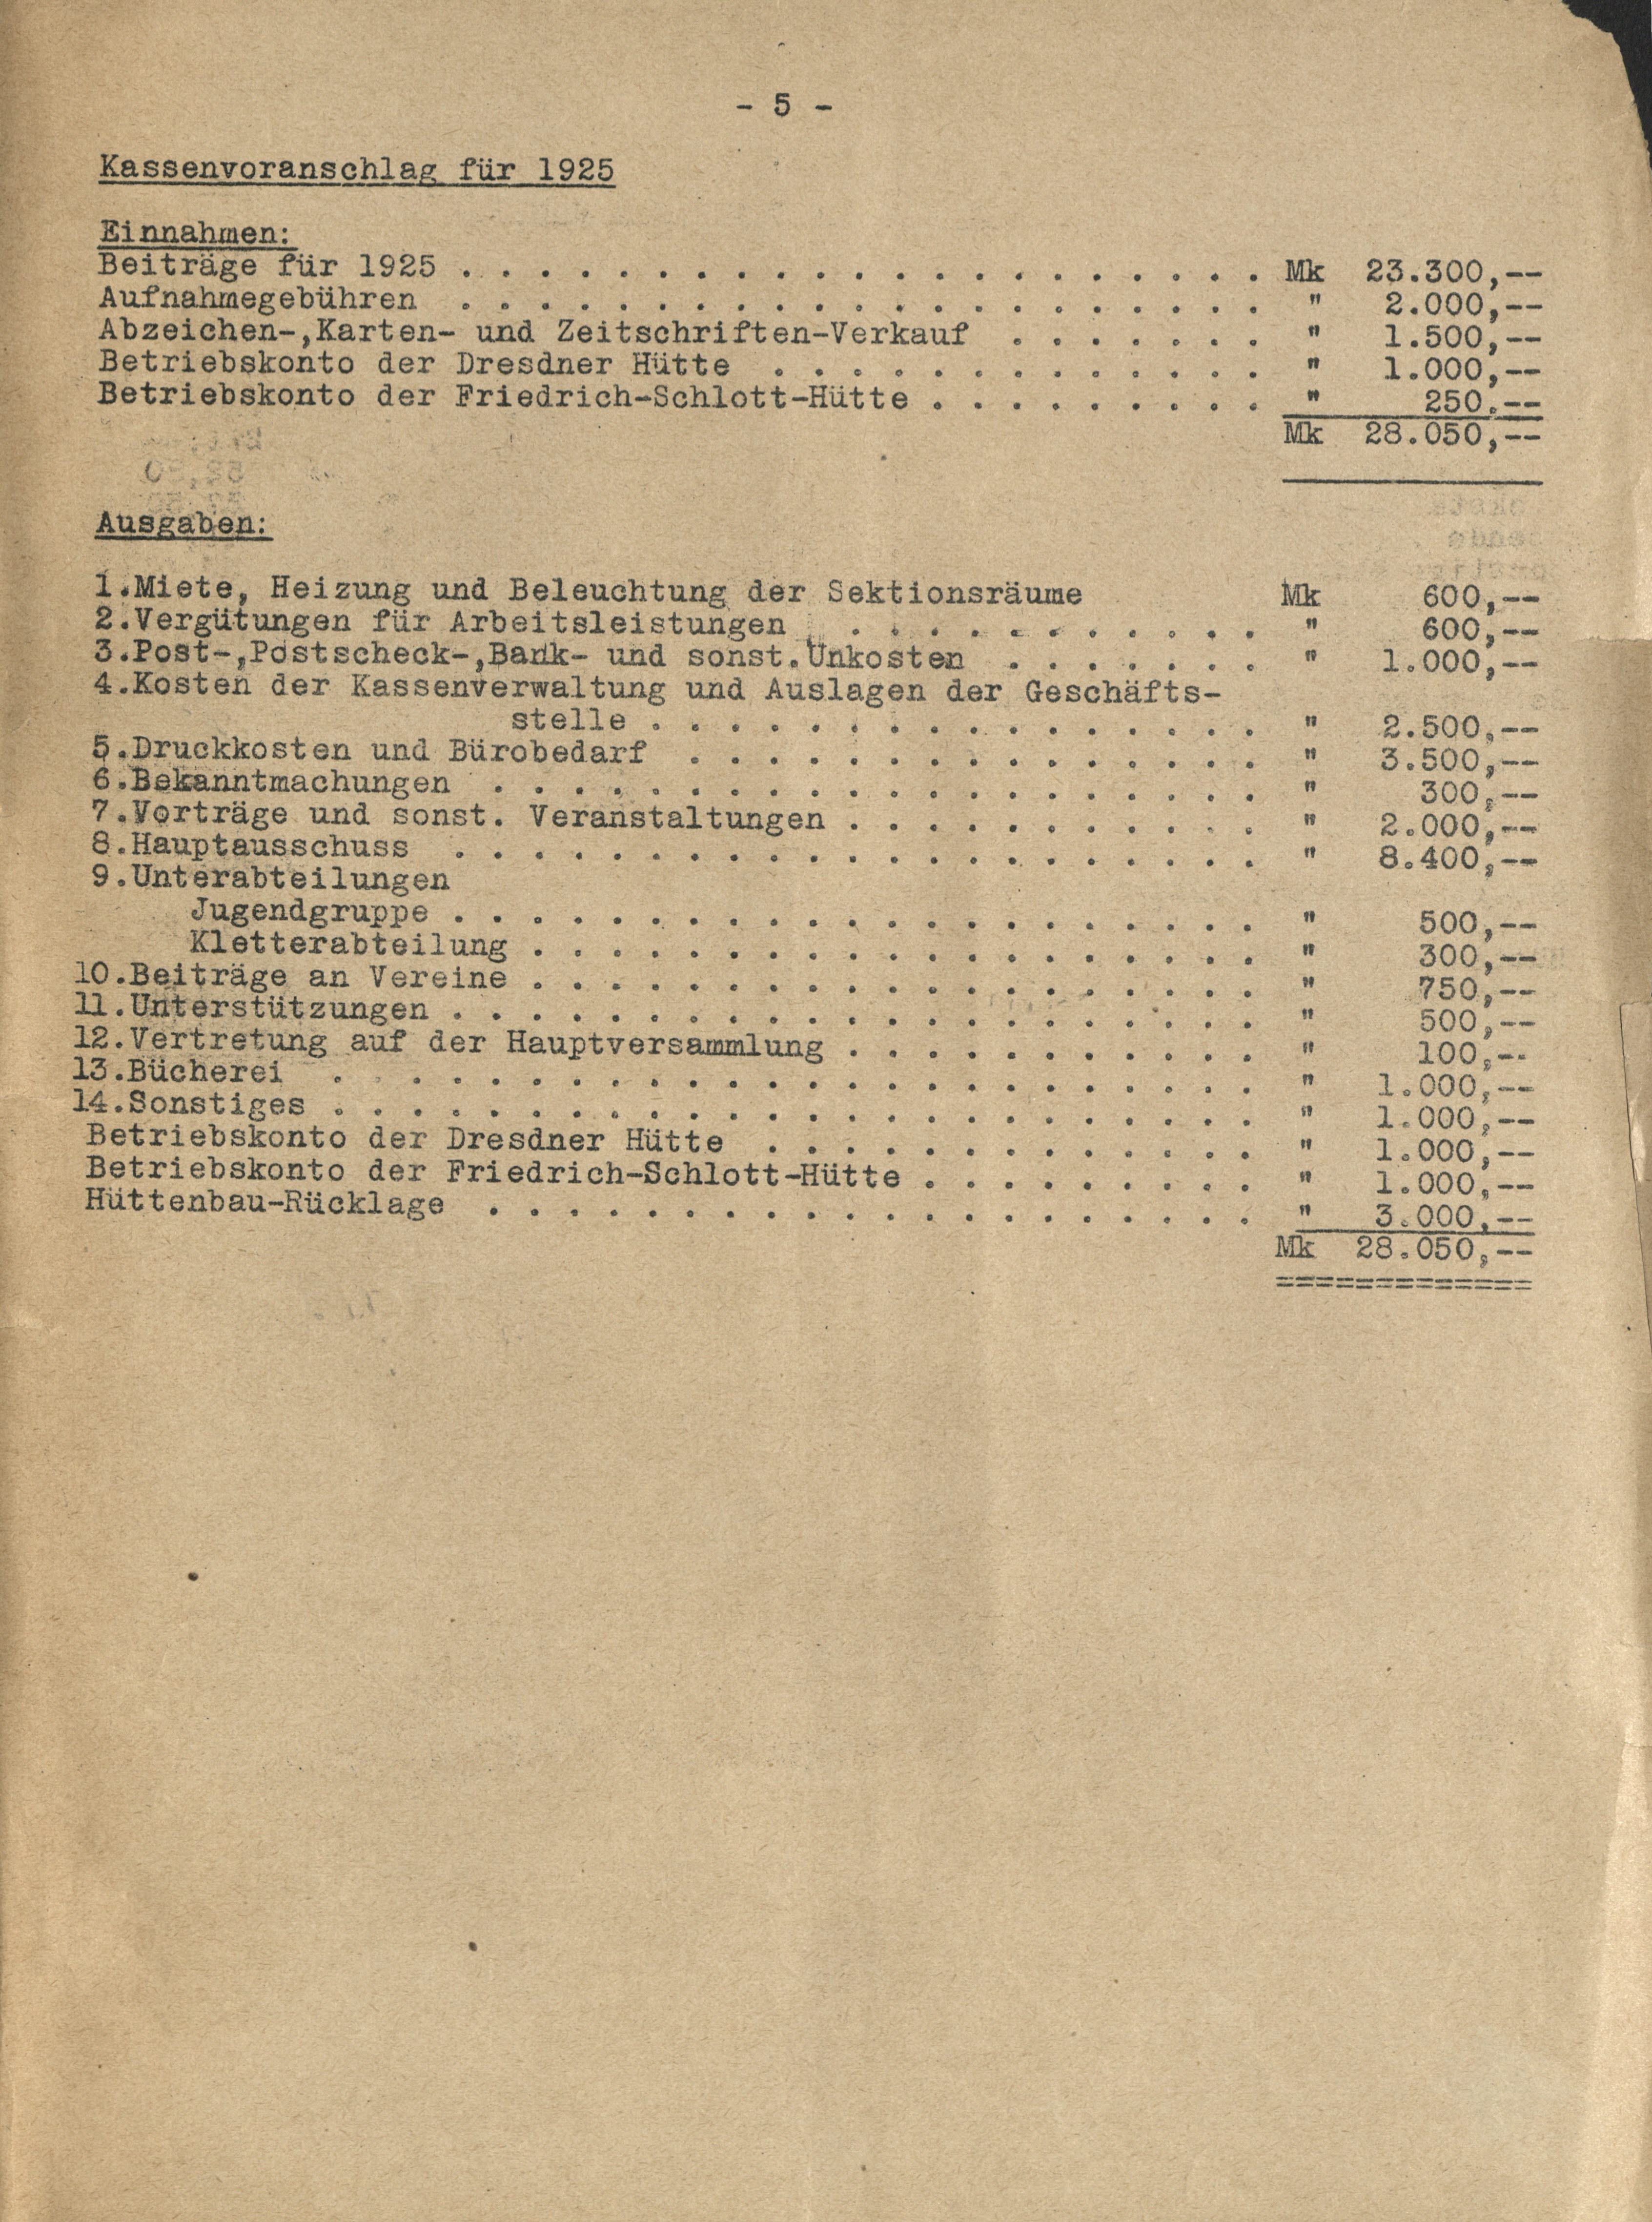 - 5 -
Kassenvoranschlag für 1925
Einnahmen:
Beiträge für 1925 . . . . . . . . . . . . . . . . . . . . . Mk 23.300,--
Aufnahmegebühren . . . . . . . . . . . . . . . . . . . . . " 2.000,--
Abzeichen-,Karten- und Zeitschriften-Verkauf . . . . . . . " 1.500,--
Betriebskonto der Dresdner Hütte . . . . . . . . . . . . . " 1.000,--
Betriebskonto der Friedrich-Schlott-Hütte . . . . . . . . . " 250.--
Mk 28.050,--
Ausgaben:
1.Miete, Heizung und Beleuchtung der Sektionsräume Mk 600,--
2.Vergütungen für Arbeitsleistungen . . . . . . . . . . . " 600,--
3.Post-,Postscheck-,Bank- und sonst.Unkosten . . . . . . . " 1.000,--
4.Kosten der Kassenverwaltung und Auslagen der Geschäfts-
stelle . . . . . . . . . . . . . . . . " 2.500,--
5.Druckkosten und Bürobedarf . . . . . . . . . . . . . . . " 3.500,--
6.Bekanntmachungen . . . . . . . . . . . . . . . . . . . . " 300,--
7.Vorträge und sonst. Veranstaltungen . . . . . . . . . . . " 2.000,--
8.Hauptausschuss . . . . . . . . . . . . . . . . . . . . . " 8.400,--
9.Unterabteilungen
Jugendgruppe . . . . . . . . . . . . . . . . . . . . . " 500,--
Kletterabteilung . . . . . . . . . . . . . . . . . . . " 300,--
10.Beiträge an Vereine . . . . . . . . . . . . . . . . . . . " 750,--
11.Unterstützungen . . . . . . . . . . . . . . . . . . . . . " 500,--
12.Vertretung auf der Hauptversammlung . . . . . . . . . . . " 100,--
13.Bücherei . . . . . . . . . . . . . . . . . . . . . . . . " 1.000,--
14.Sonstiges . . . . . . . . . . . . . . . . . . . . . . . . " 1.000,--
Betriebskonto der Dresdner Hütte . . . . . . . . . . . . . " 1.000,--
Betriebskonto der Friedrich-Schlott-Hütte . . . . . . . . . " 1.000,--
Hüttenbau-Rücklage . . . . . . . . . . . . . . . . . . . . " 3.000,--
Mk 28.050,--
=============